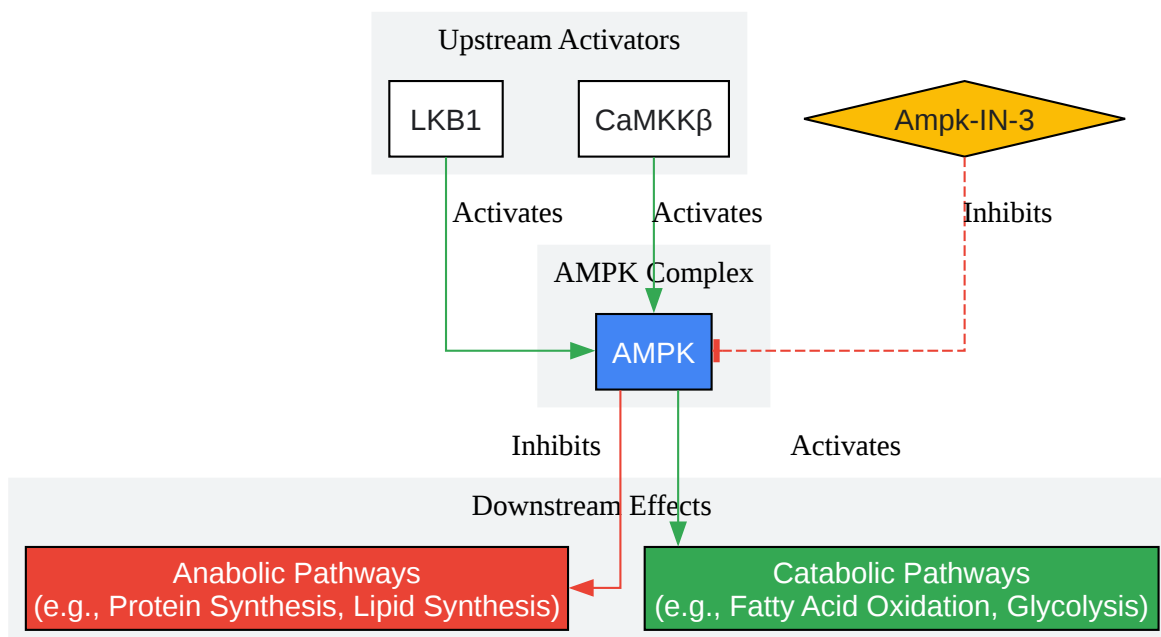 Upstream Activators
LKB1
CaMKKβ
Ampk-IN-3
Activates
Activates
Inhibits
AMPK Complex
AMPK
Inhibits
Activates
Downstream Effects
Anabolic Pathways
(e.g., Protein Synthesis, Lipid Synthesis)
Catabolic Pathways
(e.g., Fatty Acid Oxidation, Glycolysis)